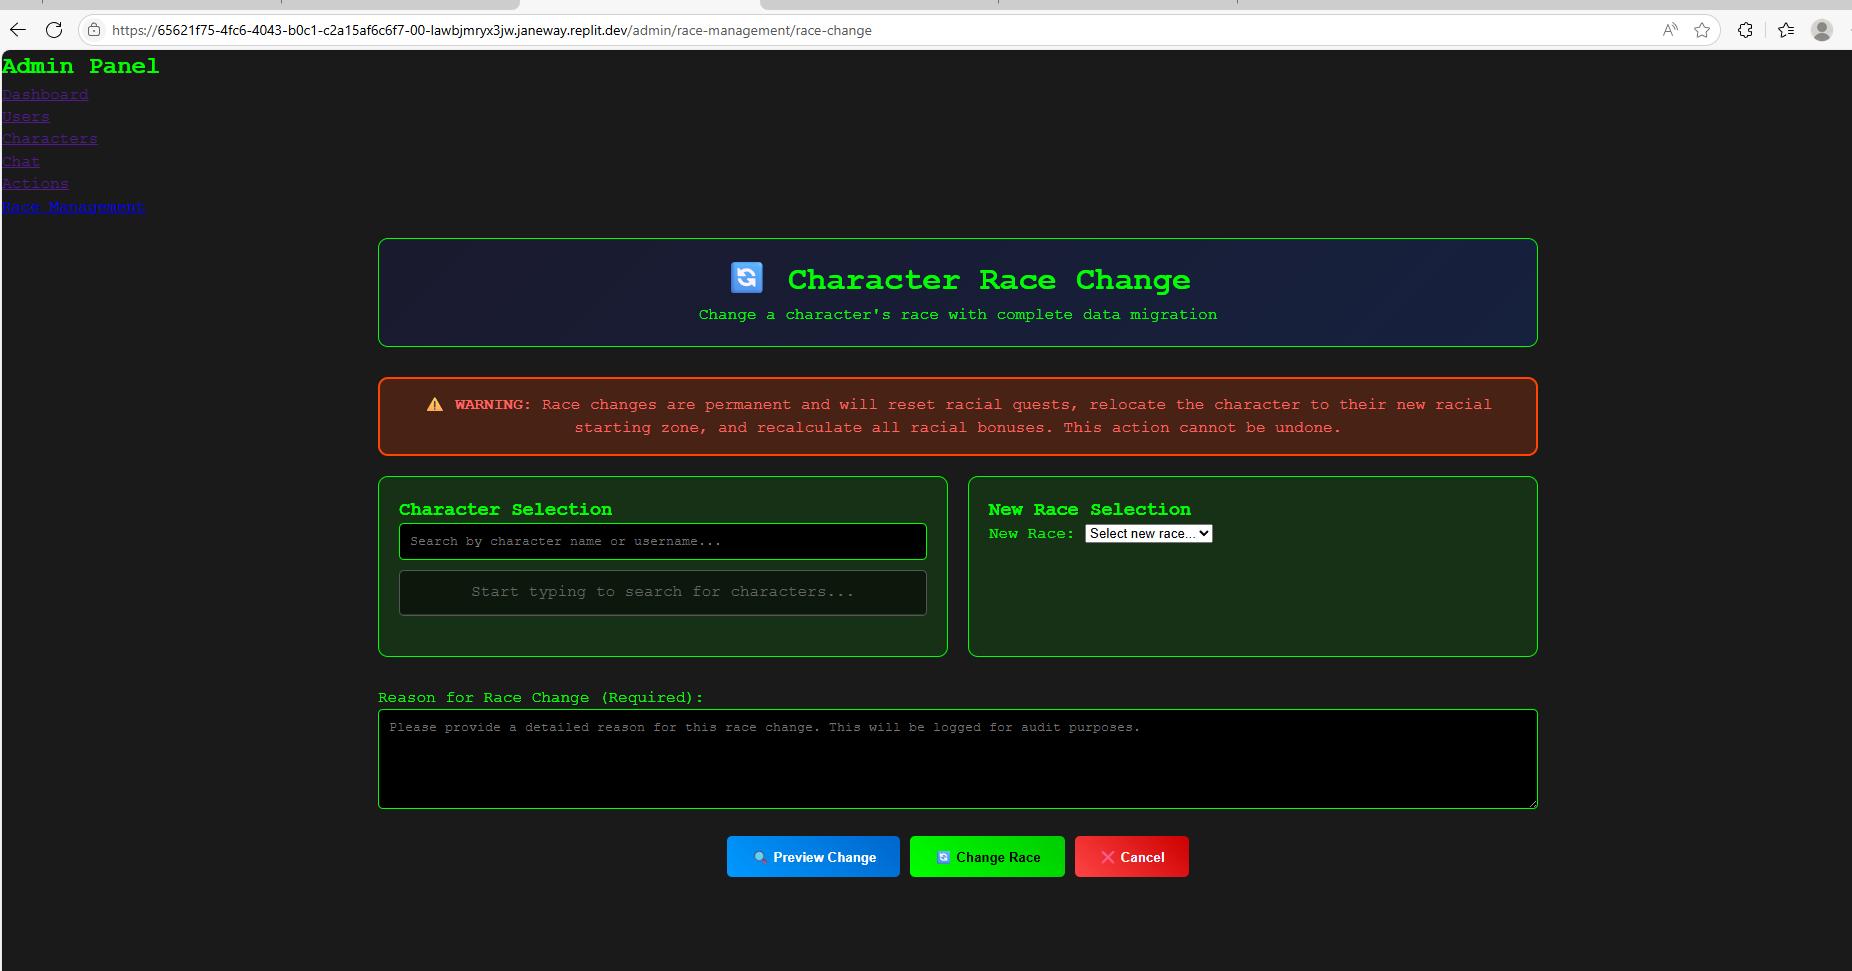 https://65621f75-4fc6-4043-b0c1-c2a15af6c6f7-00-lawbjmryx3jw.janeway.replit.dev/admin/race-management/race-change
Admin Panel
Dashboard
Users
Characters
Chat
Actions
Race Management
Character Race Change
Change a character's race with complete data migration
WARNING: Race changes are permanent and will reset racial quests, relocate the character to their new racial
starting zone, and recalculate all racial bonuses. This action cannot be undone.
Character Selection
Search by character name or username...
Start typing to search for characters...
New Race Selection
New Race: Select new race...
Reason for Race Change (Required):
Please provide a detailed reason for this race change. This will be logged for audit purposes.
Preview Change
Change Race
Cancel